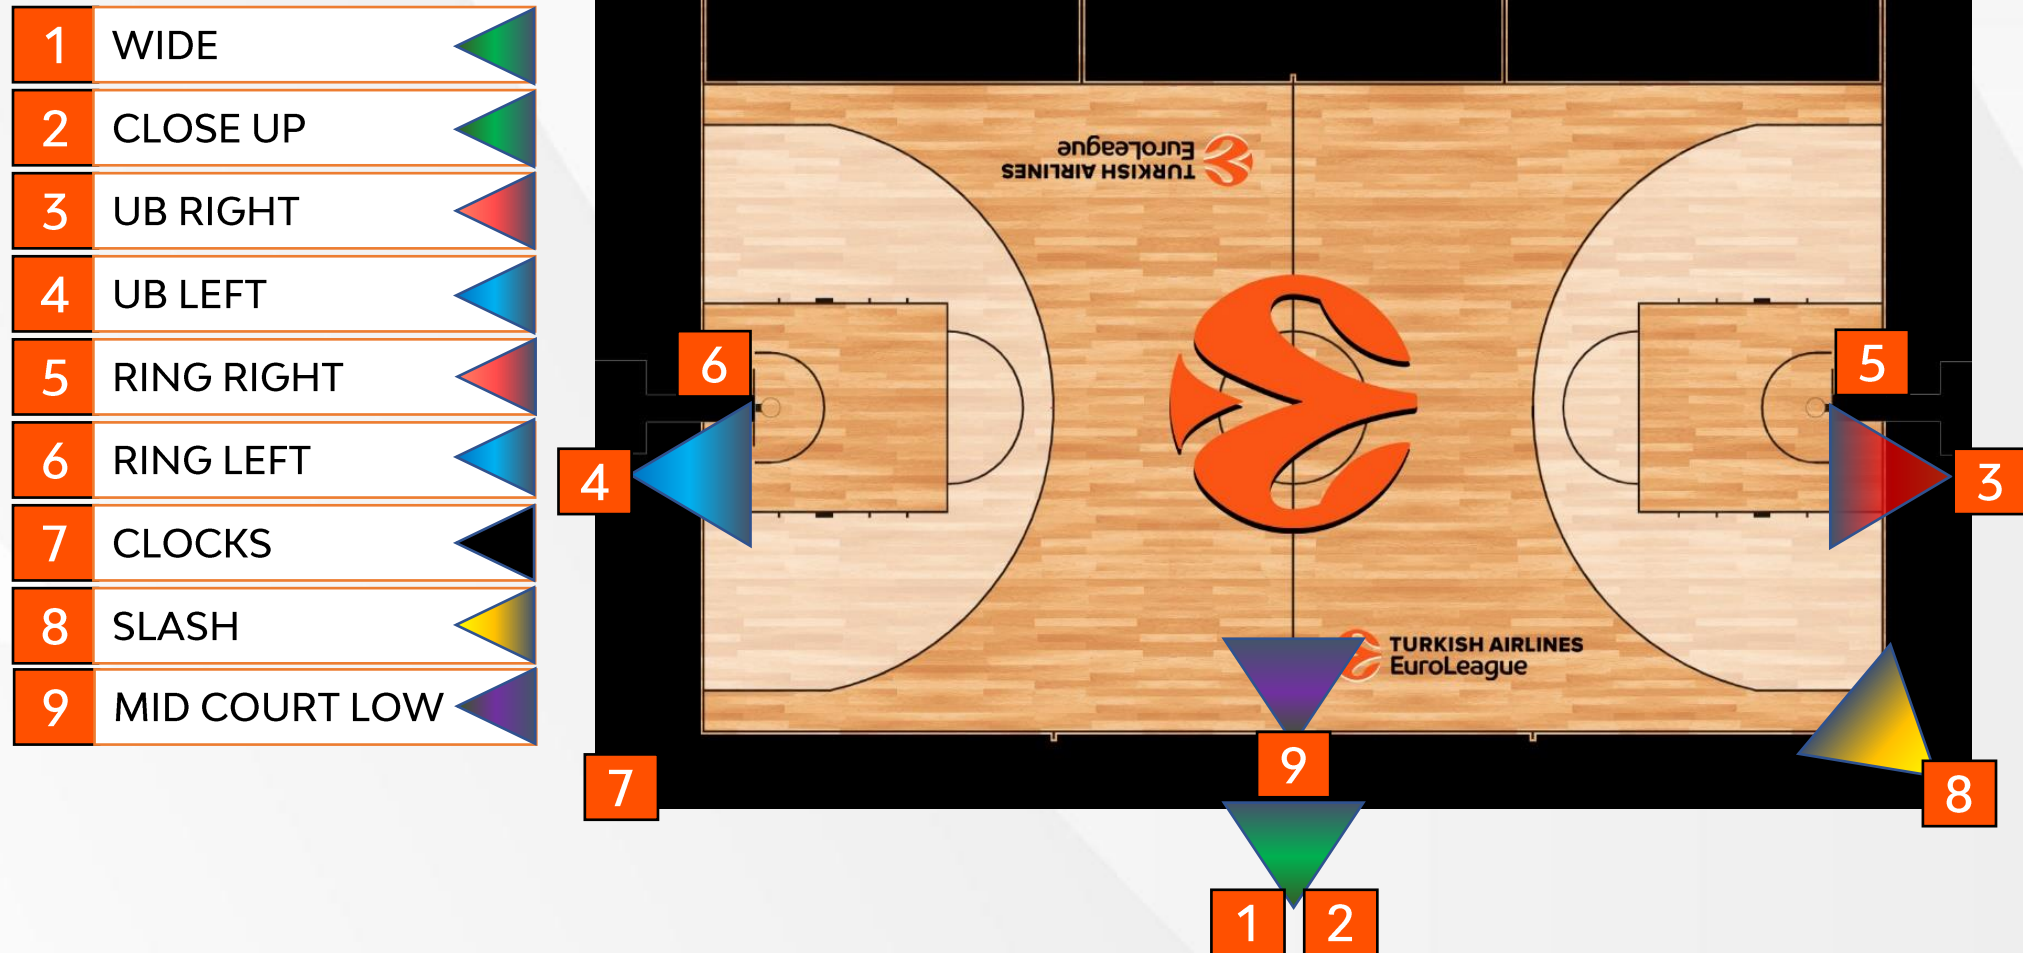 1 WIDE
2 CLOSE UP
3 UB RIGHT
4 UB LEFT
5 RING RIGHT
6 RING LEFT
7 CLOCKS
8 SLASH
9 MID COURT LOW
TURKISH AIRLINES
EuroLeague
6
5
4
3
TURKISH AIRLINES
EuroLeague
9
7
8
1 2